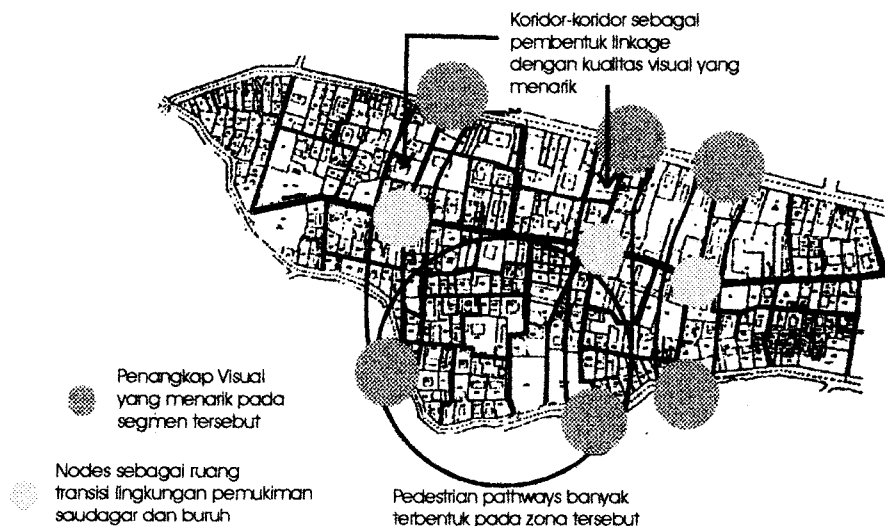 Koridor-koridor sebagai
pembentuk linkage
dengan kualitas visual yang
menarik
Penangkap Visual
yang menarik pada
segmen tersebut
Nodes sebagai ruang
transisi lingkungan pemukiman
saudagar dan buruh
Pedestrian pathways banyak
terbentuk pada zona tersebut